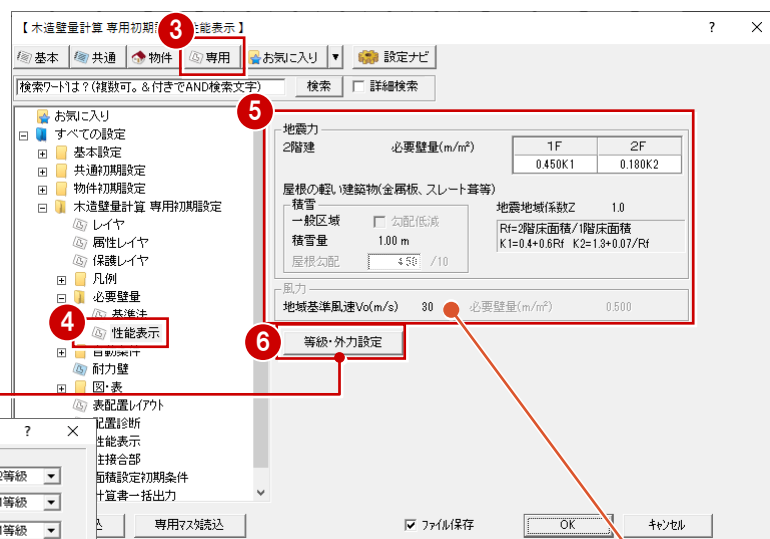 【 木造壁量計算 専用初期 性能表示 】 ? ×
3
基本 共通 物件 専用 お気に入り ▼ 設定ナビ
検索ワードは?(複数可。&付きでAND検索文字) 検索 詳細検索
お気に入り
すべての設定
基本設定
共通初期設定
物件初期設定
木造壁量計算 専用初期設定
レイヤ
属性レイヤ
保護レイヤ
凡例
必要壁量
基準法
4
性能表示
自動条件
耐力壁
図・表
表配置レイアウト
配置診断
性能表示
柱接合部
面積設定初期条件
計算書一括出力
5
地震力
2階建 必要壁量(m/㎡) 1F 2F
0.450K1 0.180K2
屋根の軽い建築物(金属板、スレート葺等)
積雪
一般区域 勾配低減
積雪量 1.00 m
屋根勾配 4.50 /10
地震地域係数Z 1.0
Rf=2階床面積/1階床面積
K1=0.4+0.6Rf K2=1.3+0.07/Rf
風力
地域基準風速Vo(m/s) 30 必要壁量(m/㎡) 0.500
6
等級・外力設定
? ×
2等級
等級
等級
込 専用マスタ読込 ファイル保存 OK キャンセル